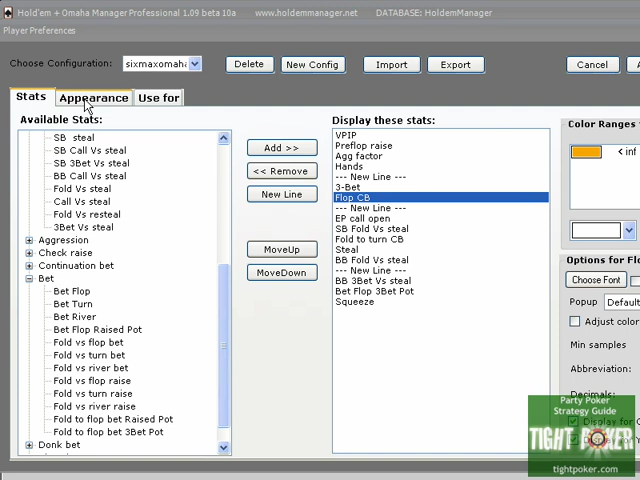 Hold'em + Omaha Manager Professional 1.09 beta 10a www.holdemmanager.net DATABASE: HoldemManager
Player Preferences
Choose Configuration: sixmaxomaha Delete New Config Import Export Cancel
Stats Appearance Use for
Available Stats:
SB steal
SB Call Vs steal
SB 3Bet Vs steal
BB Call Vs steal
Fold Vs steal
Call Vs steal
Fold Vs resteal
3Bet Vs steal
Aggression
Check raise
Continuation bet
Bet
Bet Flop
Bet Turn
Bet River
Bet Flop Raised Pot
Fold vs flop bet
Fold vs turn bet
Fold vs river bet
Fold vs flop raise
Fold vs turn raise
Fold vs river raise
Fold to flop bet Raised Pot
Fold to flop bet 3Bet Pot
Donk bet
Add >>
<< Remove
New Line
MoveUp
MoveDown
Display these stats:
VPIP
Preflop raise
Agg factor
Hands
--- New Line ---
3-Bet
Flop CB
--- New Line ---
EP call open
SB Fold Vs steal
Fold to turn CB
Steal
BB Fold Vs steal
--- New Line ---
BB 3Bet Vs steal
Bet Flop 3Bet Pot
Squeeze
Color Ranges
< inf
Options for Flo
Choose Font
Popup Default
Adjust color
Min samples
Abbreviation:
Decimals:
Party Poker
Strategy Guide
TIGHT POKER
tightpoker.com